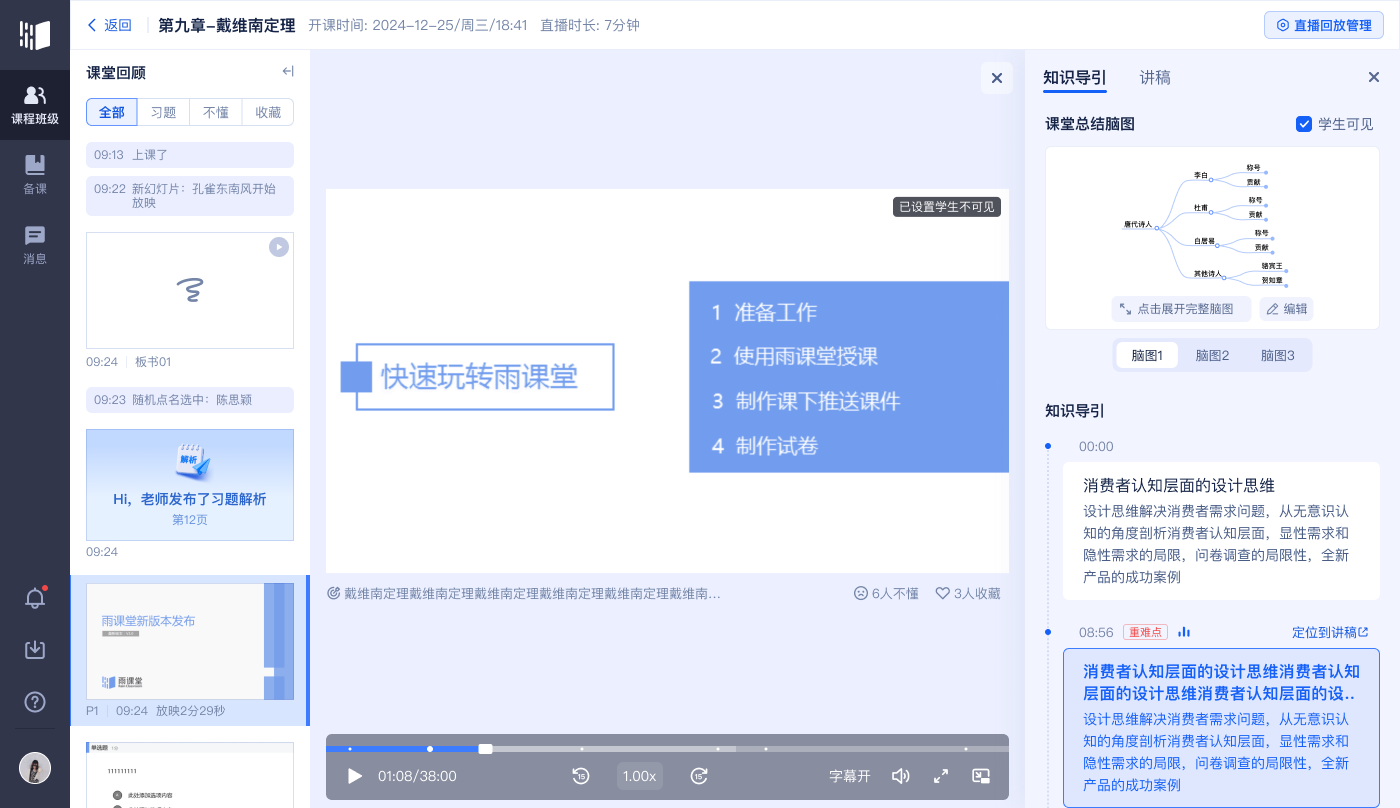 返回
第九章-戴维南定理
开课时间: 2024-12-25/周三/18:41
直播时长: 7分钟
直播回放管理
课程班级
备课
消息
课堂回顾
全部
习题
不懂
收藏
09:13 上课了
09:22 新幻灯片：孔雀东南风开始
放映
09:24 板书01
09:23 随机点名选中：陈思颖
解析
Hi，老师发布了习题解析
第12页
09:24
雨课堂新版本发布
雨课堂
P1 09:24 放映2分29秒
单选题
111111111
此处添加选项内容
已设置学生不可见
快速玩转雨课堂
1 准备工作
2 使用雨课堂授课
3 制作课下推送课件
4 制作试卷
戴维南定理戴维南定理戴维南定理戴维南定理戴维南定理戴维南...
6人不懂
3人收藏
01:08/38:00
15
1.00x
15
字幕开
知识导引
讲稿
课堂总结脑图
学生可见
唐代诗人
李白
称号
贡献
杜甫
称号
贡献
白居易
称号
贡献
其他诗人
骆宾王
贺知章
点击展开完整脑图
编辑
脑图1
脑图2
脑图3
知识导引
00:00
消费者认知层面的设计思维
设计思维解决消费者需求问题，从无意识认
知的角度剖析消费者认知层面，显性需求和
隐性需求的局限，问卷调查的局限性，全新
产品的成功案例
08:56
重难点
定位到讲稿
消费者认知层面的设计思维消费者认知
层面的设计思维消费者认知层面的设..
设计思维解决消费者需求问题，从无意识认
知的角度剖析消费者认知层面，显性需求和
隐性需求的局限，问卷调查的局限性，全新
产品的成功案例